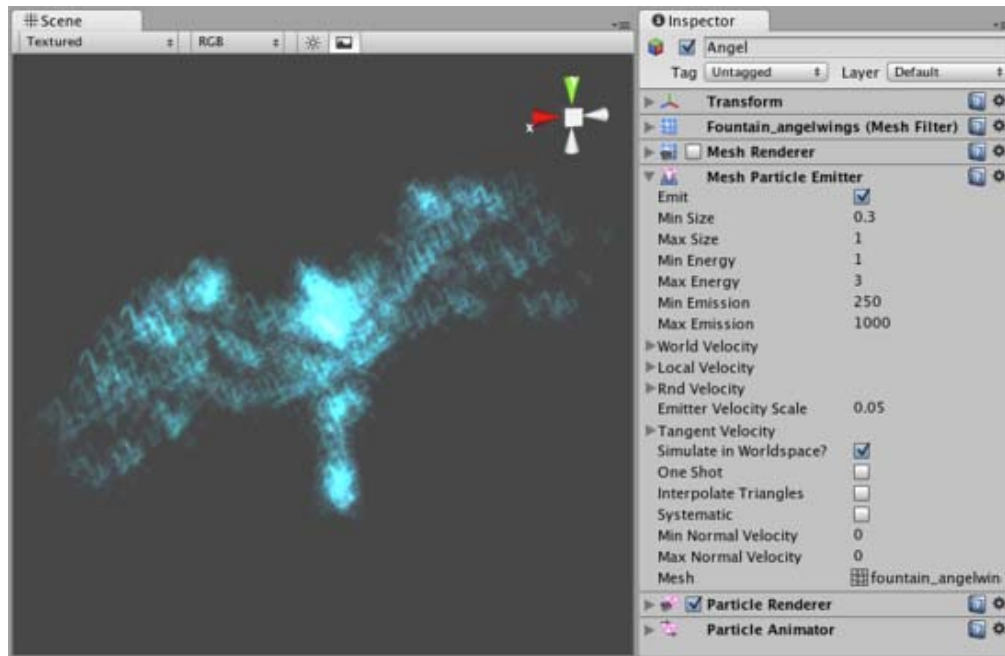 Scene
Textured RGB
x
Inspector
Angel
Tag Untagged Layer Default
Transform
Fountain_angelwings (Mesh Filter)
Mesh Renderer
Mesh Particle Emitter
Emit
Min Size 0.3
Max Size 1
Min Energy 1
Max Energy 3
Min Emission 250
Max Emission 1000
World Velocity
Local Velocity
Rnd Velocity
Emitter Velocity Scale 0.05
Tangent Velocity
Simulate in Worldspace?
One Shot
Interpolate Triangles
Systematic
Min Normal Velocity 0
Max Normal Velocity 0
Mesh fountain_angelwin
Particle Renderer
Particle Animator